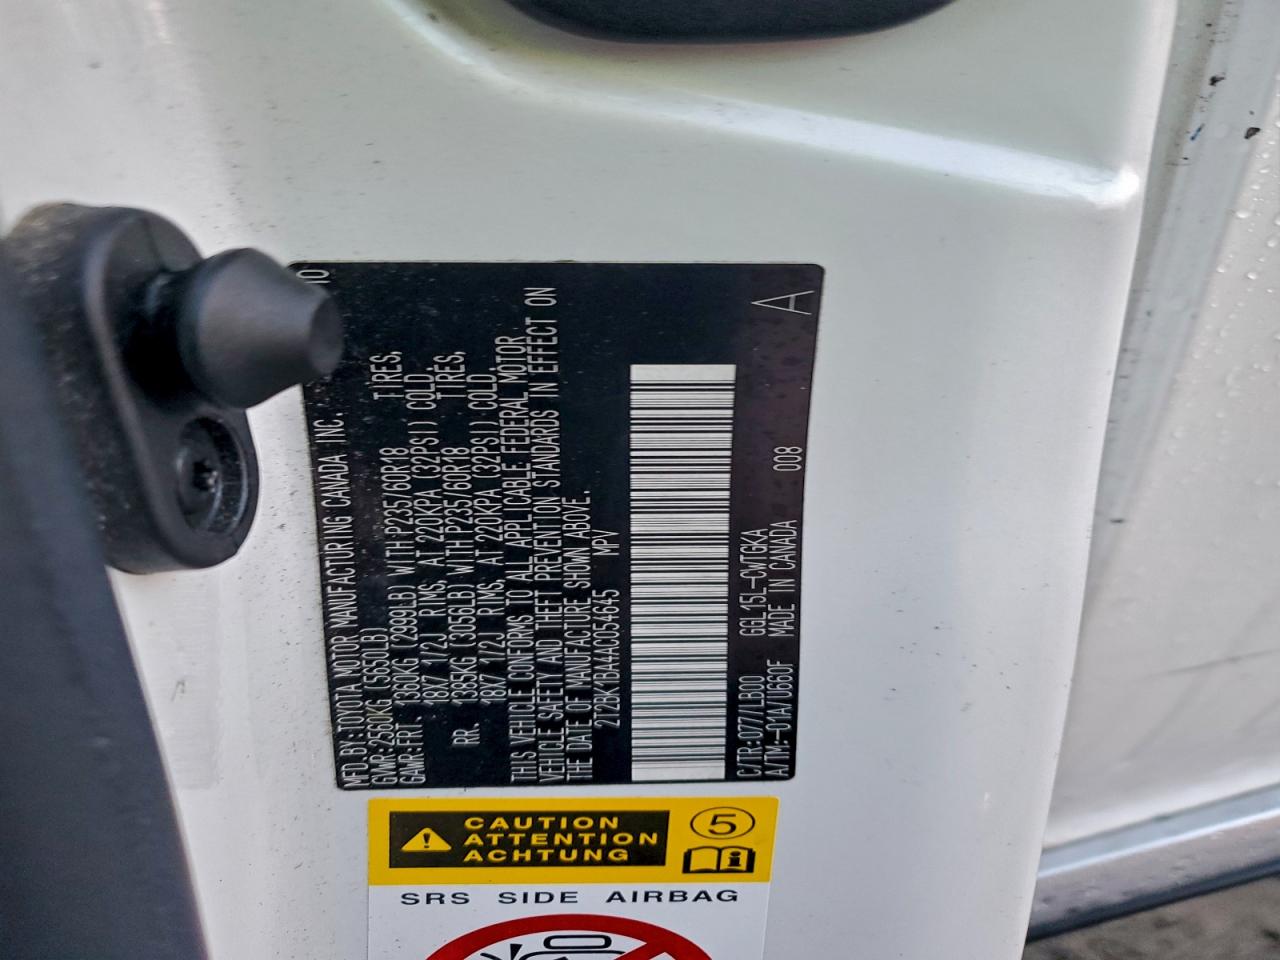 10
MFD.BY:TOYOTA MOTOR MANUFACTURING CANADA INC.
GVWR:2560KG (5650LB)
GAWR:FRT. 1360KG (2999LB) WITH P235/60R18 TIRES,
18X7 1/2J RIMS, AT 220KPA (32PSI) COLD.
RR. 1385KG (3056LB) WITH P235/60R18 TIRES,
18X7 1/2J RIMS, AT 220KPA (32PSI) COLD
THIS VEHICLE CONFORMS TO ALL APPLICABLE FEDERAL MOTOR
VEHICLE SAFETY AND THEFT PREVENTION STANDARDS IN EFFECT ON
THE DATE OF MANUFACTURE SHOWN ABOVE.
2T2BK1BA4AC054645 MPV
A
C/TR:077/LB00 GGL15L-CWTGKA 008
A/TM:-01A/U660F MADE IN CANADA
CAUTION
ATTENTION
ACHTUNG
5
i
SRS SIDE AIRBAG